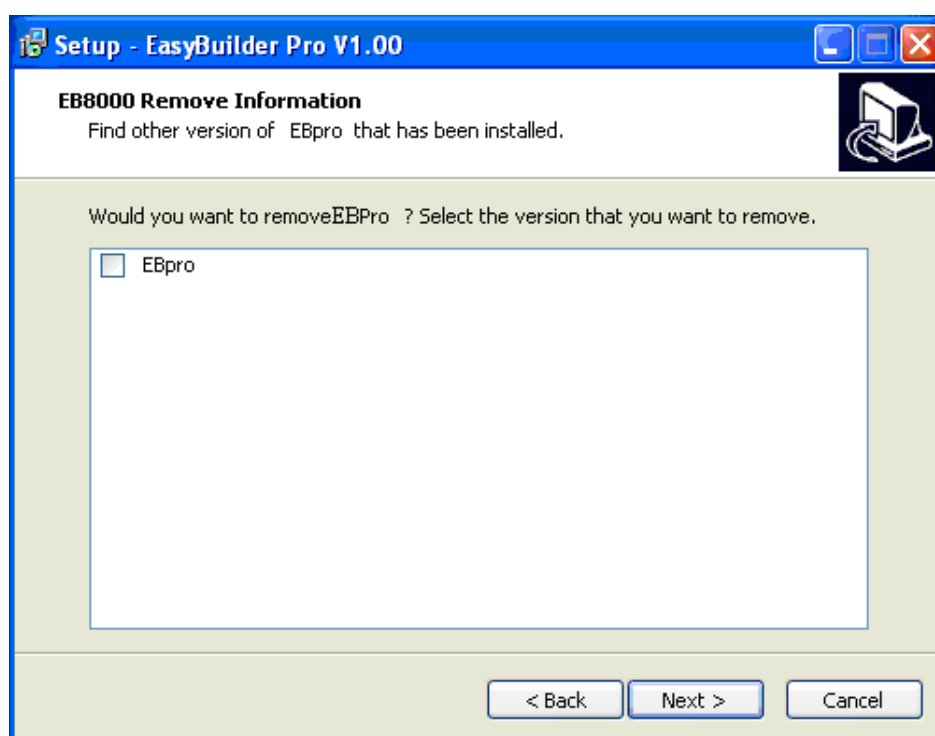 Setup - EasyBuilder Pro V1.00
EB8000 Remove Information
Find other version of EBpro that has been installed.
Would you want to removeEBPro ? Select the version that you want to remove.
EBpro
< Back Next > Cancel